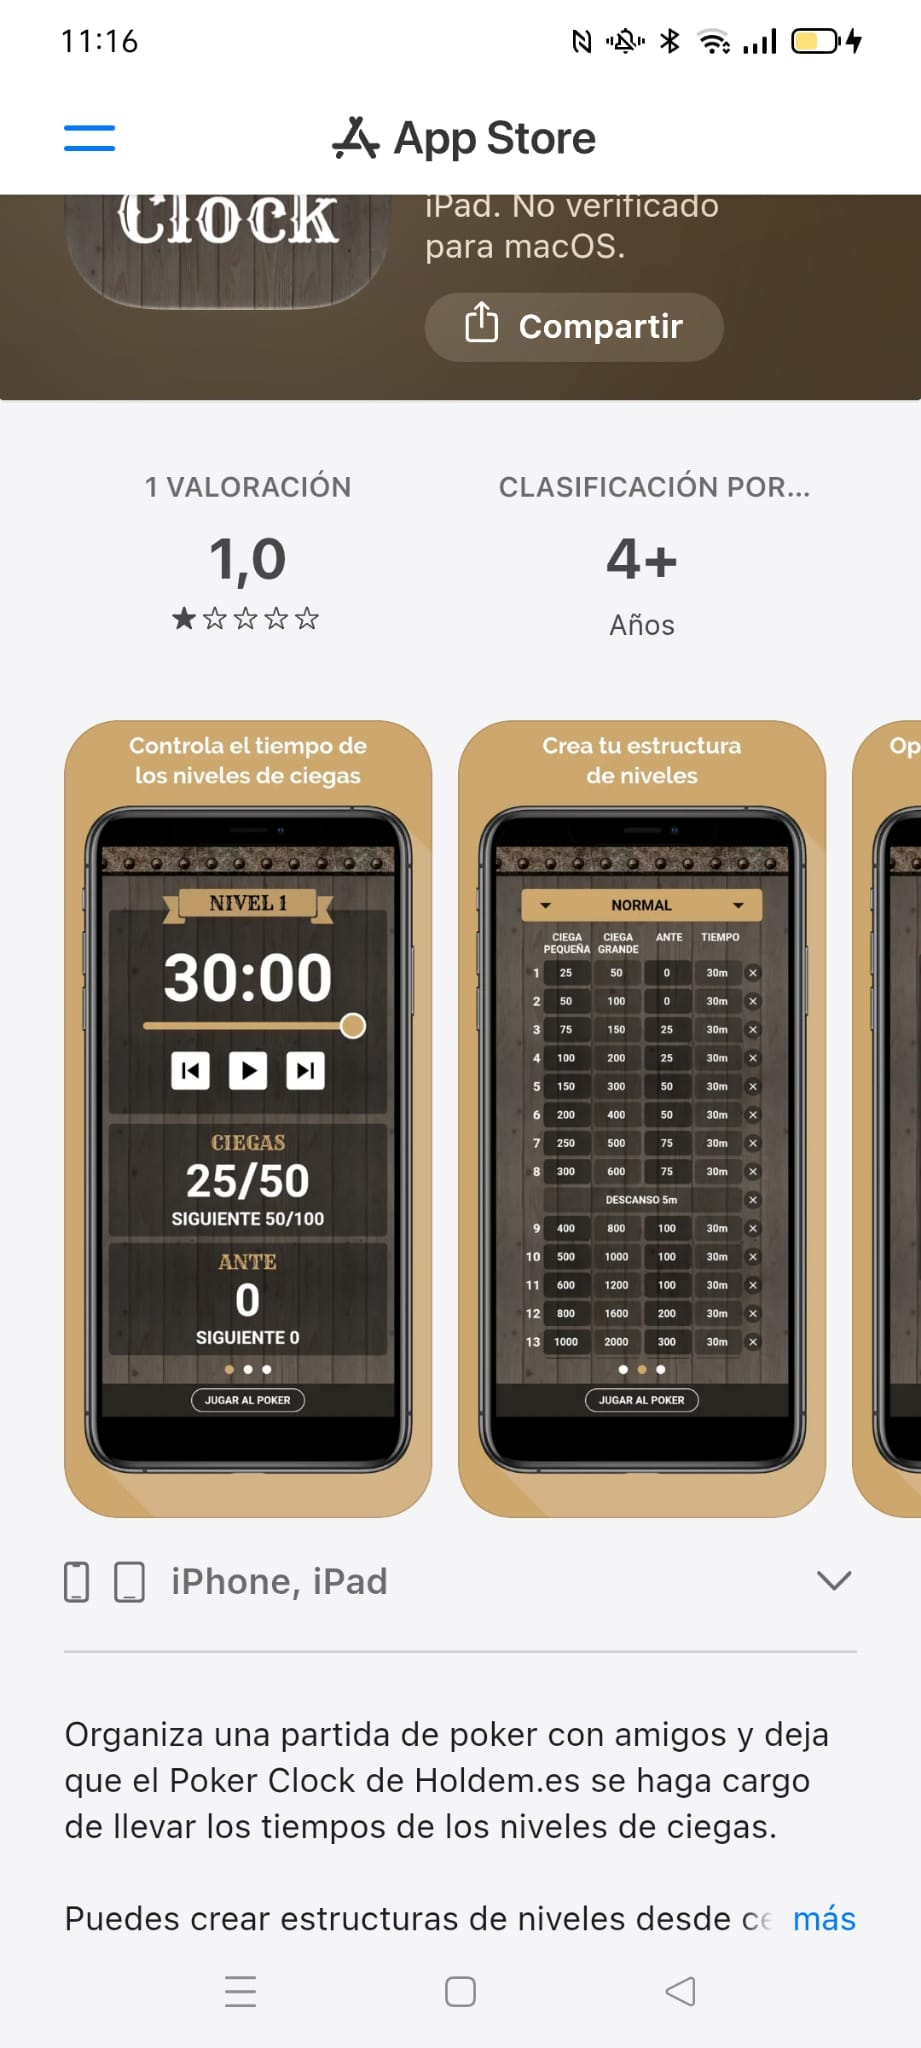 11:16
App Store
Clock
iPad. No verificado
para macOS.
Compartir
1 VALORACIÓN
1,0
★☆☆☆☆
CLASIFICACIÓN POR...
4+
Años
Controla el tiempo de
los niveles de ciegas
NIVEL 1
30:00
CIEGAS
25/50
SIGUIENTE 50/100
ANTE
0
SIGUIENTE 0
JUGAR AL POKER
Crea tu estructura
de niveles
NORMAL
CIEGA PEQUEÑA CIEGA GRANDE ANTE TIEMPO
1 25 50 0 30m
2 50 100 0 30m
3 75 150 25 30m
4 100 200 25 30m
5 150 300 50 30m
6 200 400 50 30m
7 250 500 75 30m
8 300 600 75 30m
DESCANSO 5m
9 400 800 100 30m
10 500 1000 100 30m
11 600 1200 100 30m
12 800 1600 200 30m
13 1000 2000 300 30m
JUGAR AL POKER
Op
iPhone, iPad
Organiza una partida de poker con amigos y deja
que el Poker Clock de Holdem.es se haga cargo
de llevar los tiempos de los niveles de ciegas.
Puedes crear estructuras de niveles desde ce más